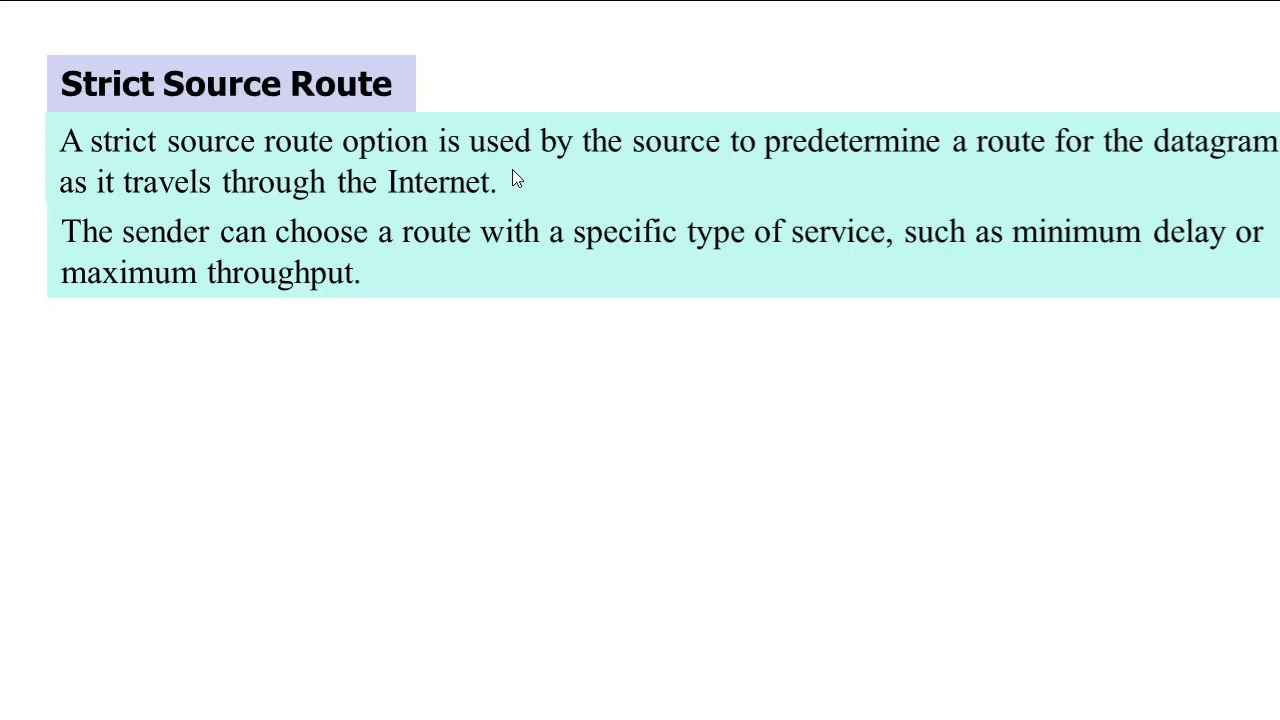 Strict Source Route
A strict source route option is used by the source to predetermine a route for the datagram
as it travels through the Internet.
The sender can choose a route with a specific type of service, such as minimum delay or
maximum throughput.